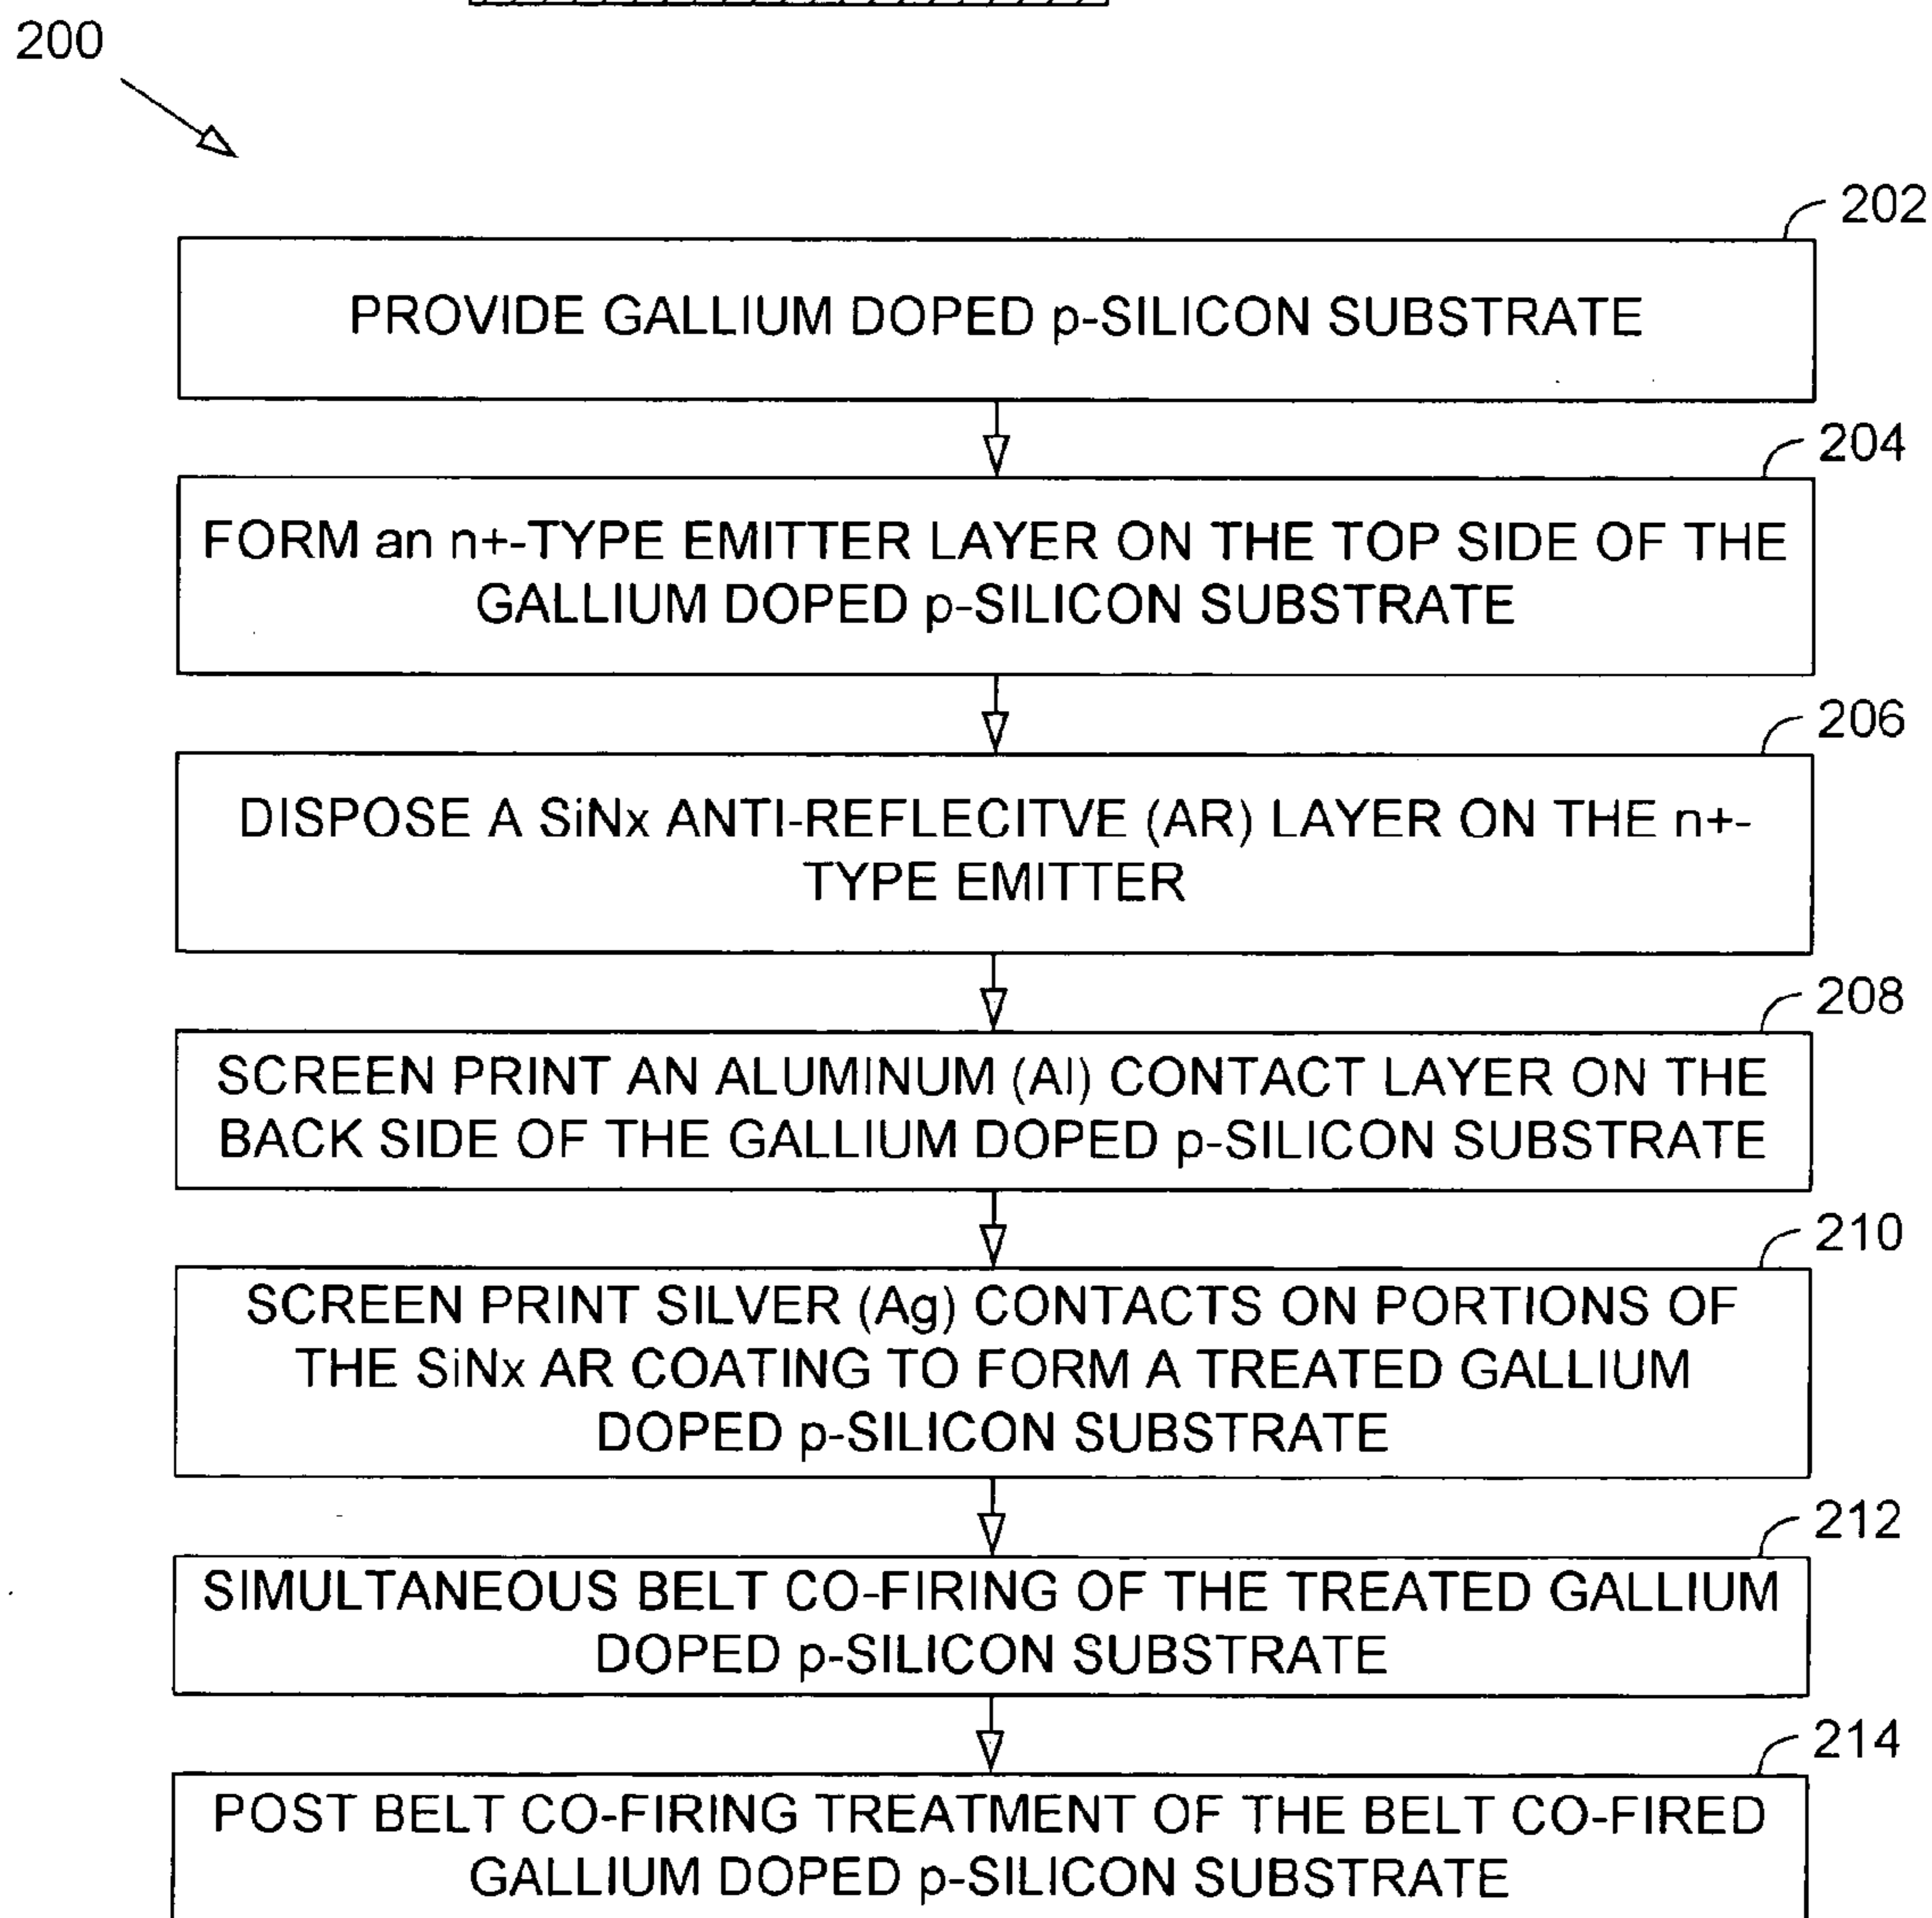 200
202
PROVIDE GALLIUM DOPED p-SILICON SUBSTRATE
204
FORM an n+-TYPE EMITTER LAYER ON THE TOP SIDE OF THE
GALLIUM DOPED p-SILICON SUBSTRATE
206
DISPOSE A SiNx ANTI-REFLECITVE (AR) LAYER ON THE n+-
TYPE EMITTER
208
SCREEN PRINT AN ALUMINUM (Al) CONTACT LAYER ON THE
BACK SIDE OF THE GALLIUM DOPED p-SILICON SUBSTRATE
210
SCREEN PRINT SILVER (Ag) CONTACTS ON PORTIONS OF
THE SiNx AR COATING TO FORM A TREATED GALLIUM
DOPED p-SILICON SUBSTRATE
212
SIMULTANEOUS BELT CO-FIRING OF THE TREATED GALLIUM
DOPED p-SILICON SUBSTRATE
214
POST BELT CO-FIRING TREATMENT OF THE BELT CO-FIRED
GALLIUM DOPED p-SILICON SUBSTRATE